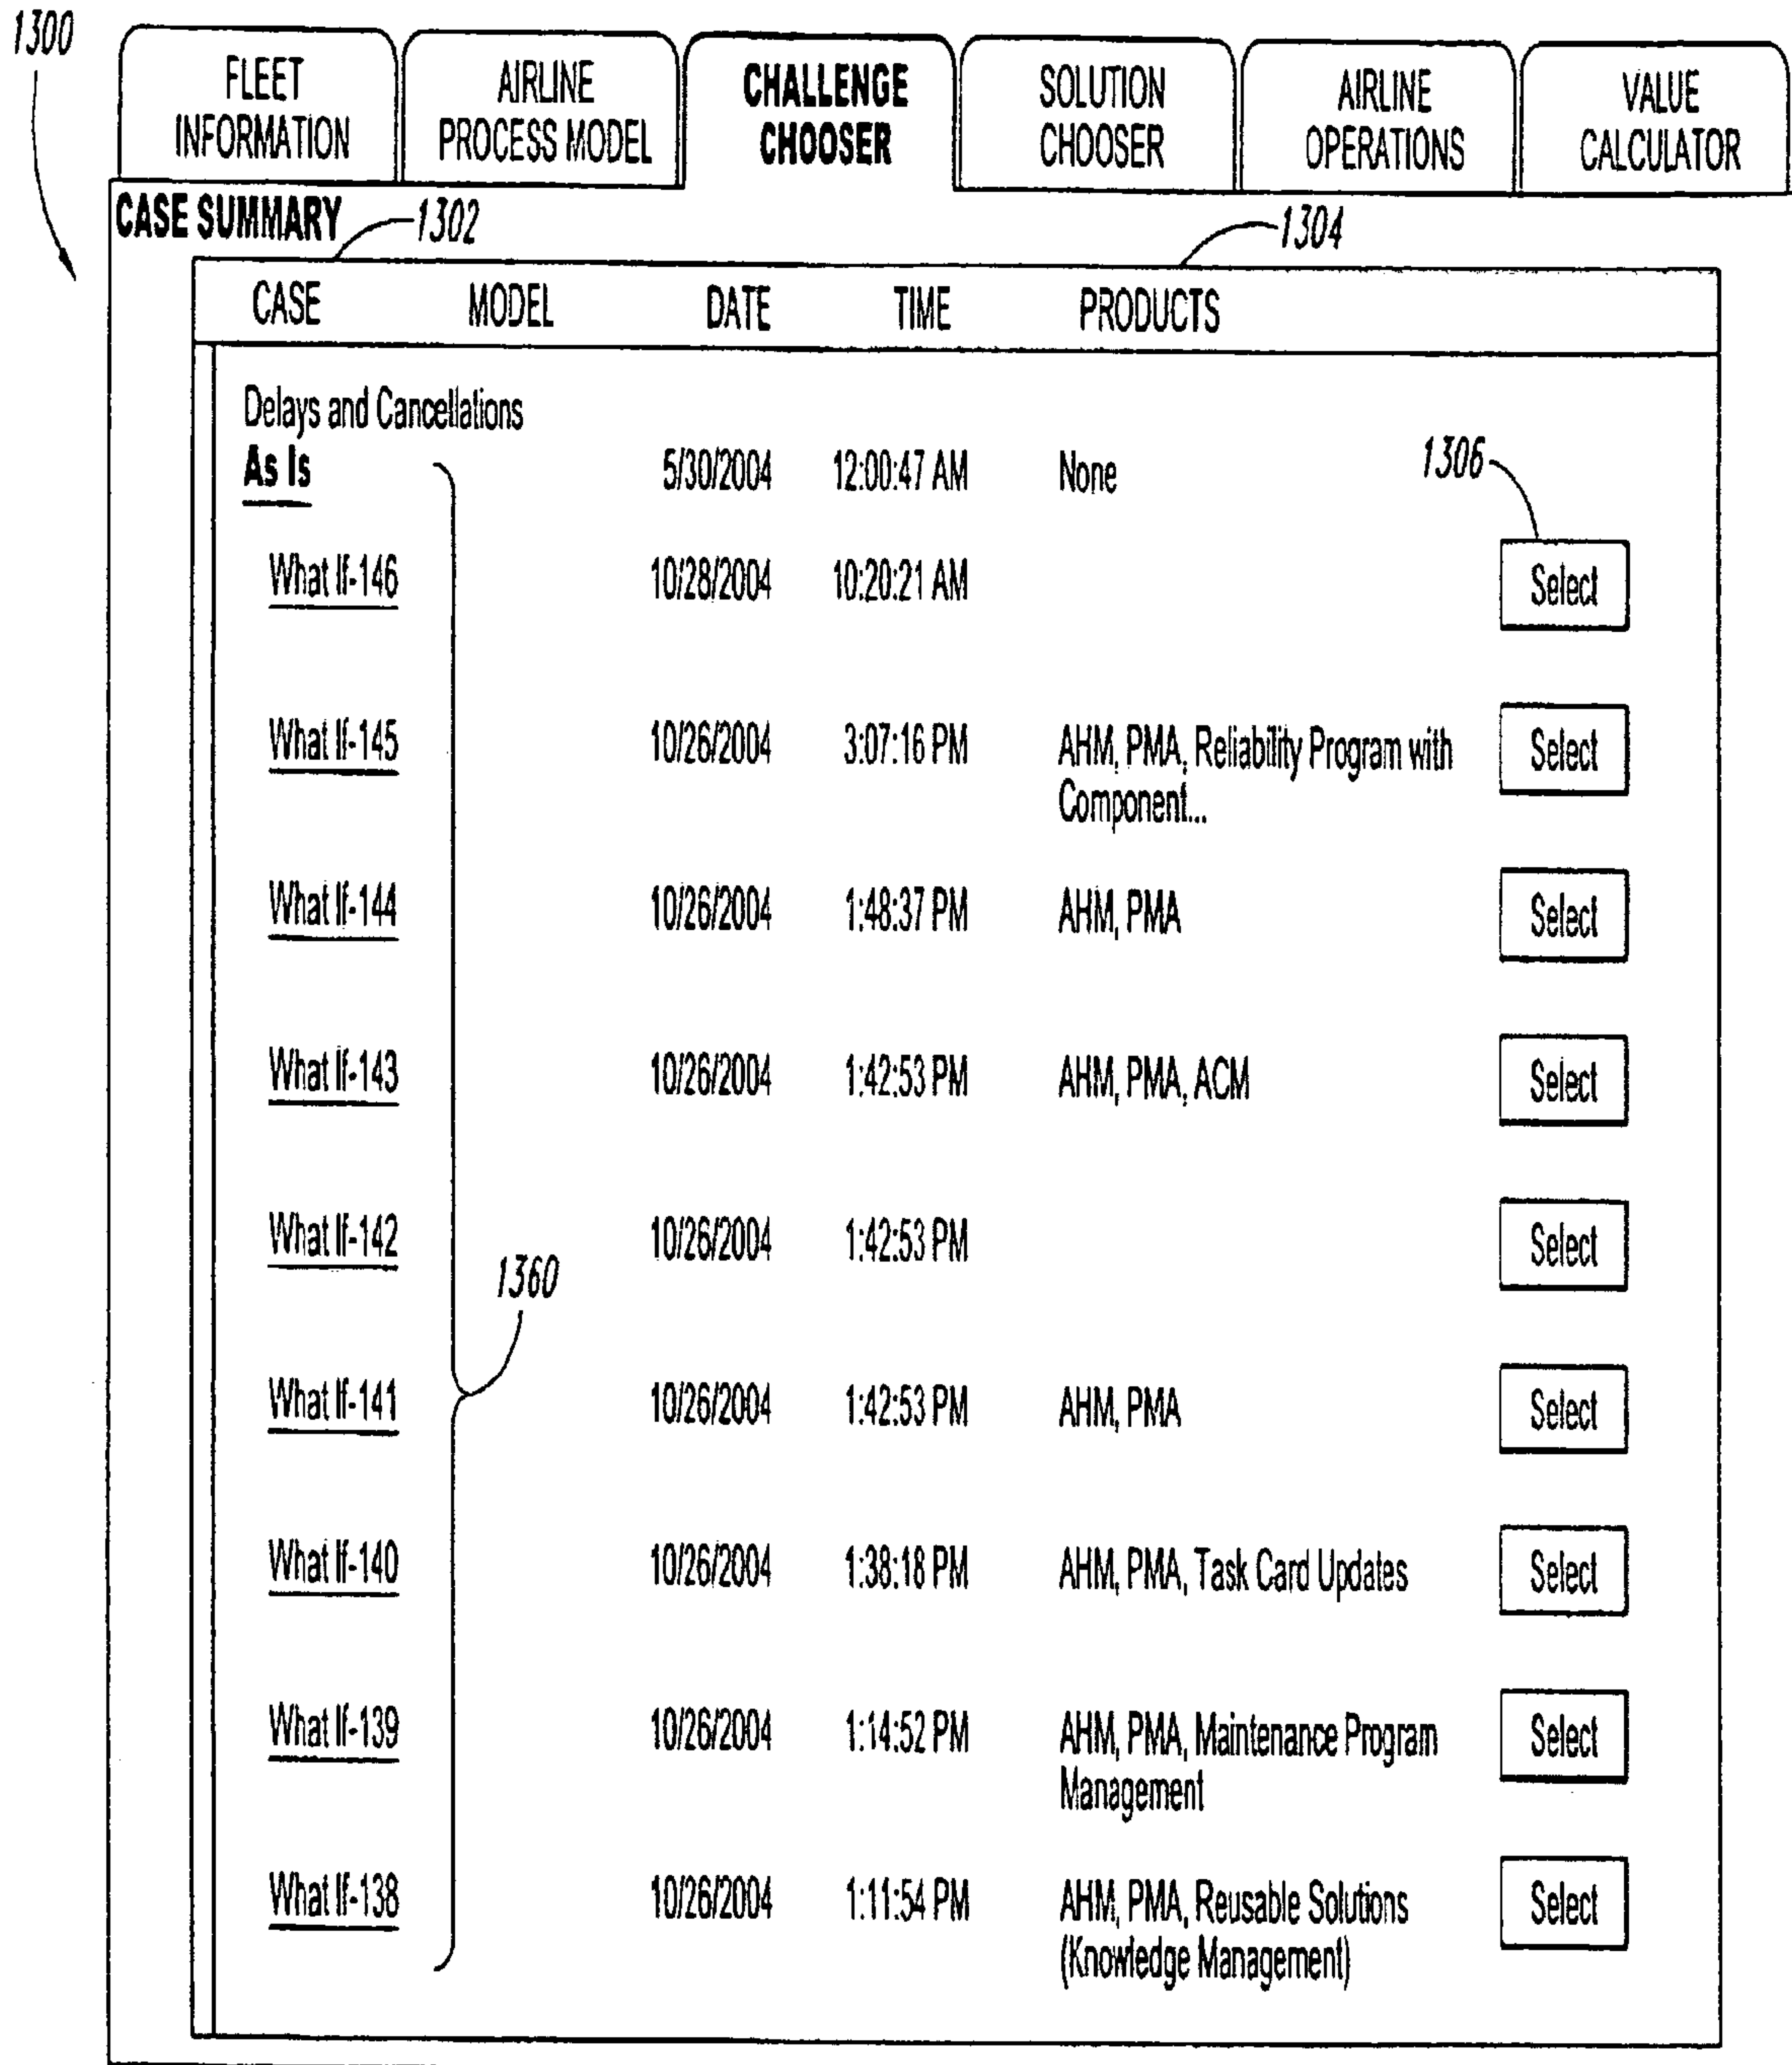 1300
FLEET
INFORMATION
AIRLINE
PROCESS MODEL
CHALLENGE
CHOOSER
SOLUTION
CHOOSER
AIRLINE
OPERATIONS
VALUE
CALCULATOR
CASE SUMMARY
1302
1304
CASE MODEL DATE TIME PRODUCTS
Delays and Cancellations
As Is 5/30/2004 12:00:47 AM None
1306
What If-146 10/28/2004 10:20:21 AM Select
What If-145 10/26/2004 3:07:16 PM AHM, PMA, Reliability Program with Select
Component...
What If-144 10/26/2004 1:48:37 PM AHM, PMA Select
What If-143 10/26/2004 1:42:53 PM AHM, PMA, ACM Select
What If-142 10/26/2004 1:42:53 PM Select
1360
What If-141 10/26/2004 1:42:53 PM AHM, PMA Select
What If-140 10/26/2004 1:38:18 PM AHM, PMA, Task Card Updates Select
What If-139 10/26/2004 1:14:52 PM AHM, PMA, Maintenance Program Select
Management
What If-138 10/26/2004 1:11:54 PM AHM, PMA, Reusable Solutions Select
(Knowledge Management)